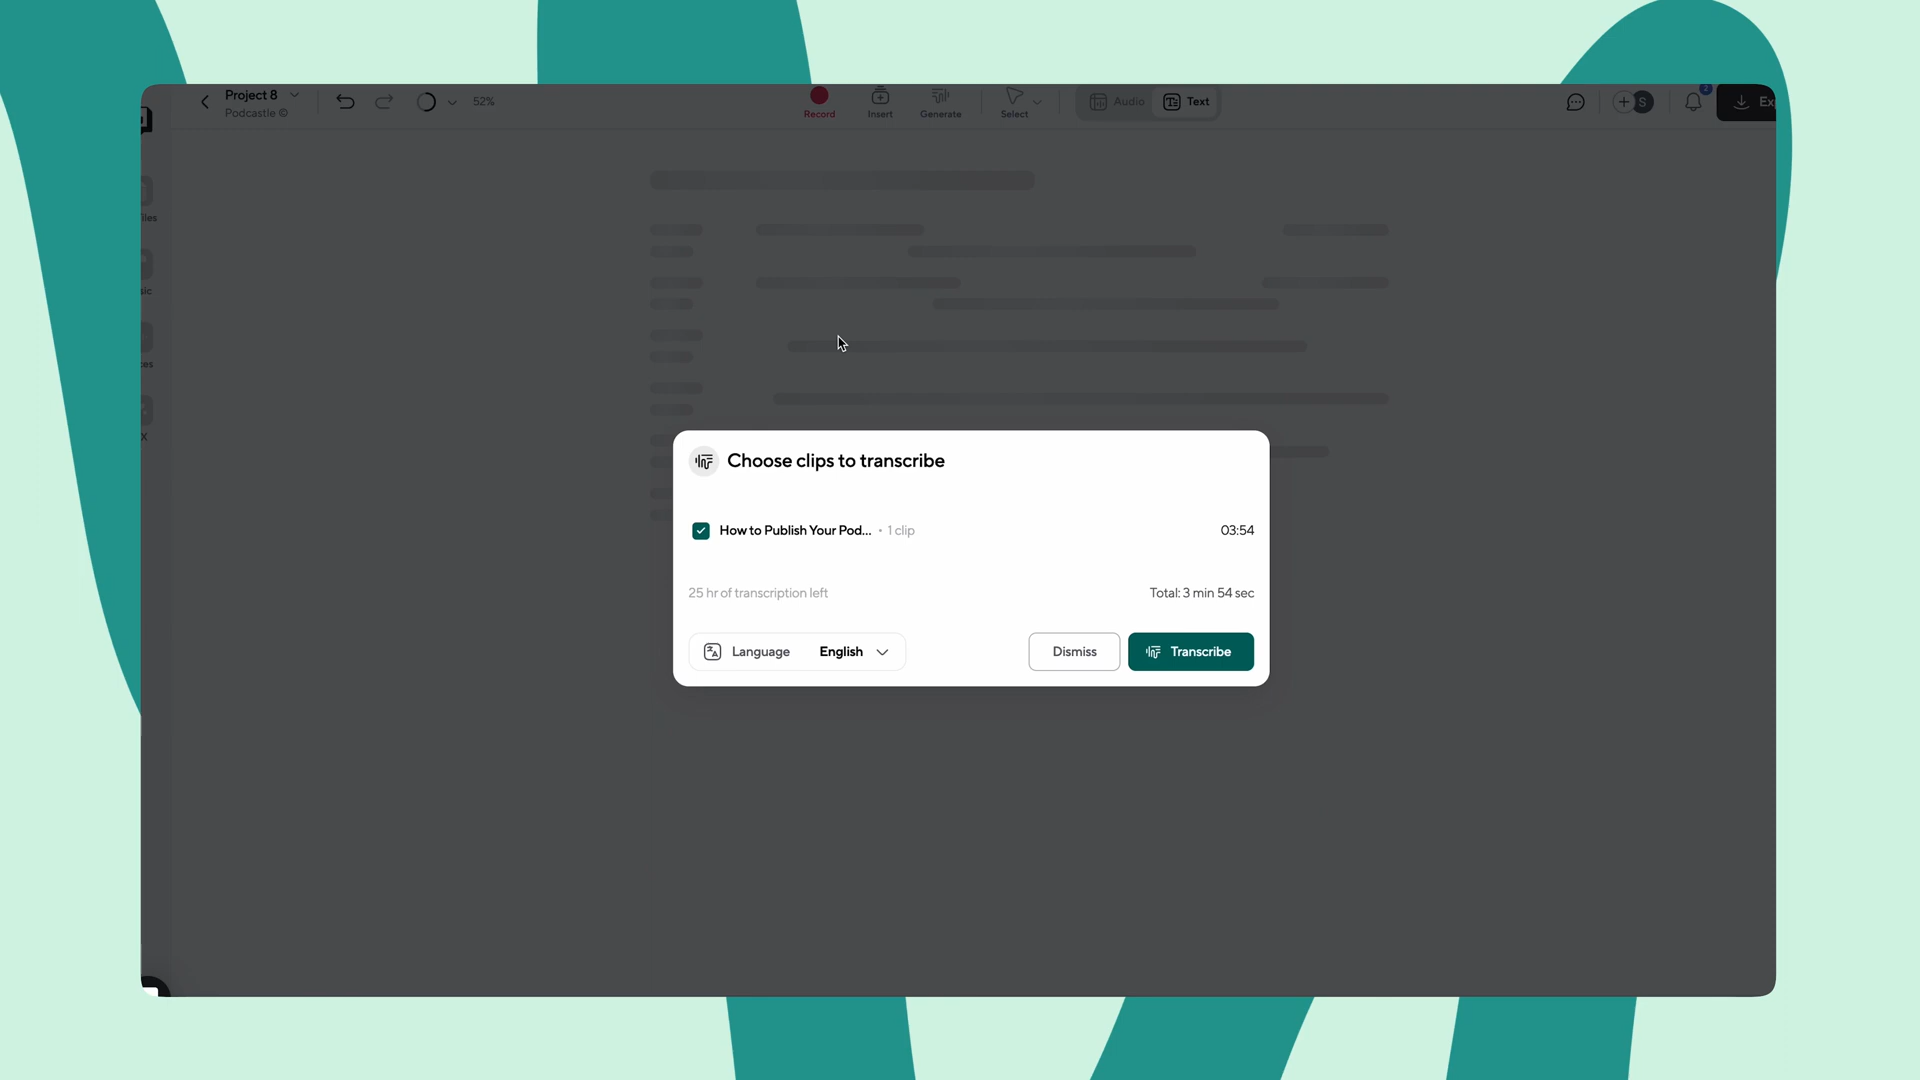 Project 8
Podcastle ©
52%
Record
Insert
Generate
Select
Audio
Text
S
2
Choose clips to transcribe
How to Publish Your Pod... • 1 clip
03:54
25 hr of transcription left
Total: 3 min 54 sec
Language
English
Dismiss
Transcribe